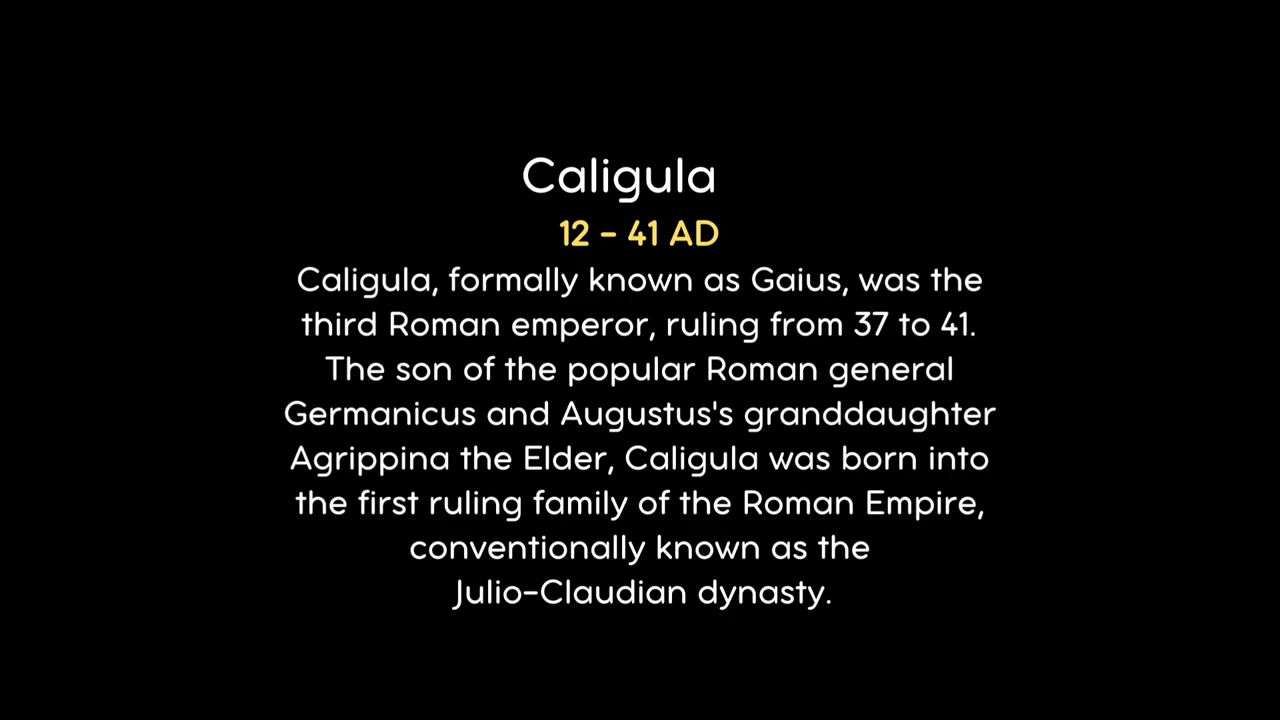 Caligula
12 - 41 AD
Caligula, formally known as Gaius, was the
third Roman emperor, ruling from 37 to 41.
The son of the popular Roman general
Germanicus and Augustus's granddaughter
Agrippina the Elder, Caligula was born into
the first ruling family of the Roman Empire,
conventionally known as the
Julio-Claudian dynasty.